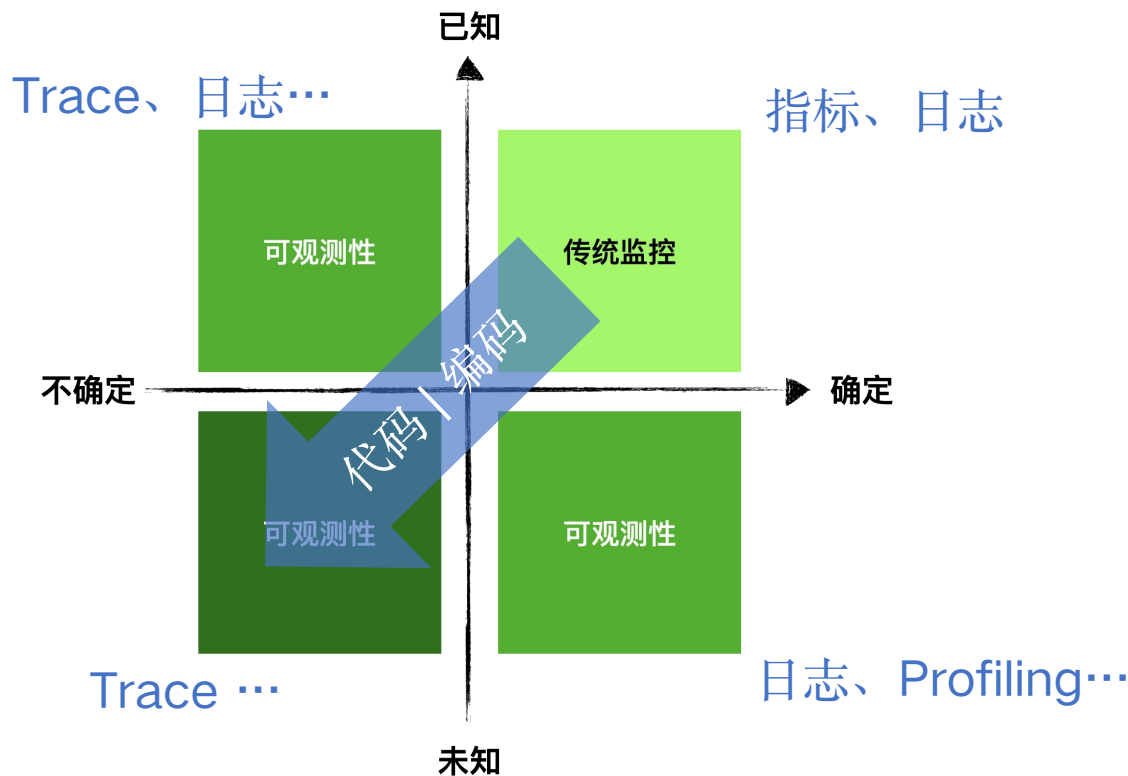 已知
Trace、日志…
指标、日志
可观测性
传统监控
代码 / 编码
不确定
确定
可观测性
可观测性
Trace …
日志、Profiling…
未知